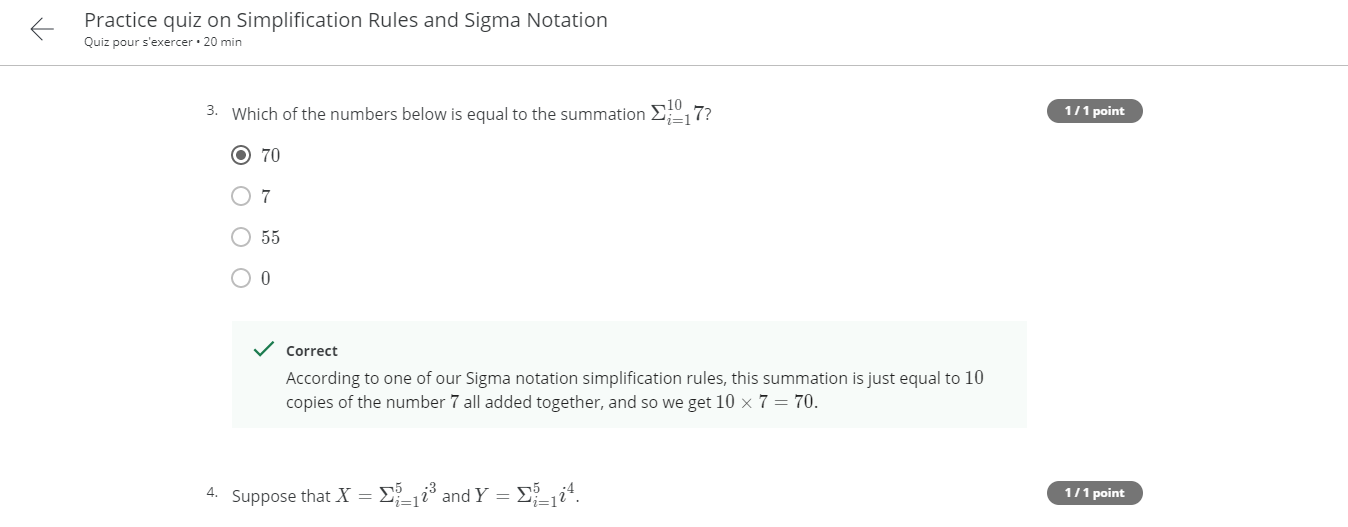 Practice quiz on Simplification Rules and Sigma Notation
Quiz pour s'exercer • 20 min
3. Which of the numbers below is equal to the summation Σ_{i=1}^{10} 7?
1 / 1 point
70
7
55
0
Correct
According to one of our Sigma notation simplification rules, this summation is just equal to 10
copies of the number 7 all added together, and so we get 10 × 7 = 70.
4. Suppose that X = Σ_{i=1}^{5} i^3 and Y = Σ_{i=1}^{5} i^4.
1 / 1 point